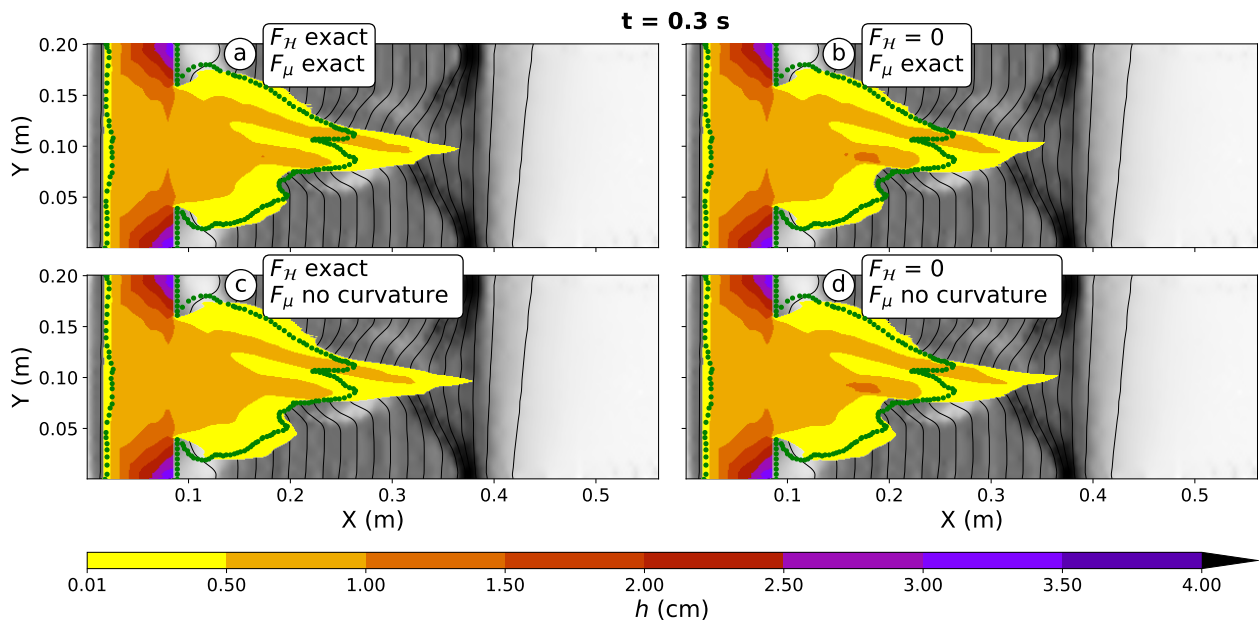 t = 0.3 s
a
F_ℋ exact
F_μ exact
b
F_ℋ = 0
F_μ exact
0.20
0.15
0.10
0.05
Y (m)
c
F_ℋ exact
F_μ no curvature
d
F_ℋ = 0
F_μ no curvature
0.20
0.15
0.10
0.05
Y (m)
0.1 0.2 0.3 0.4 0.5
0.1 0.2 0.3 0.4 0.5
X (m)
X (m)
0.01 0.50 1.00 1.50 2.00 2.50 3.00 3.50 4.00
h (cm)